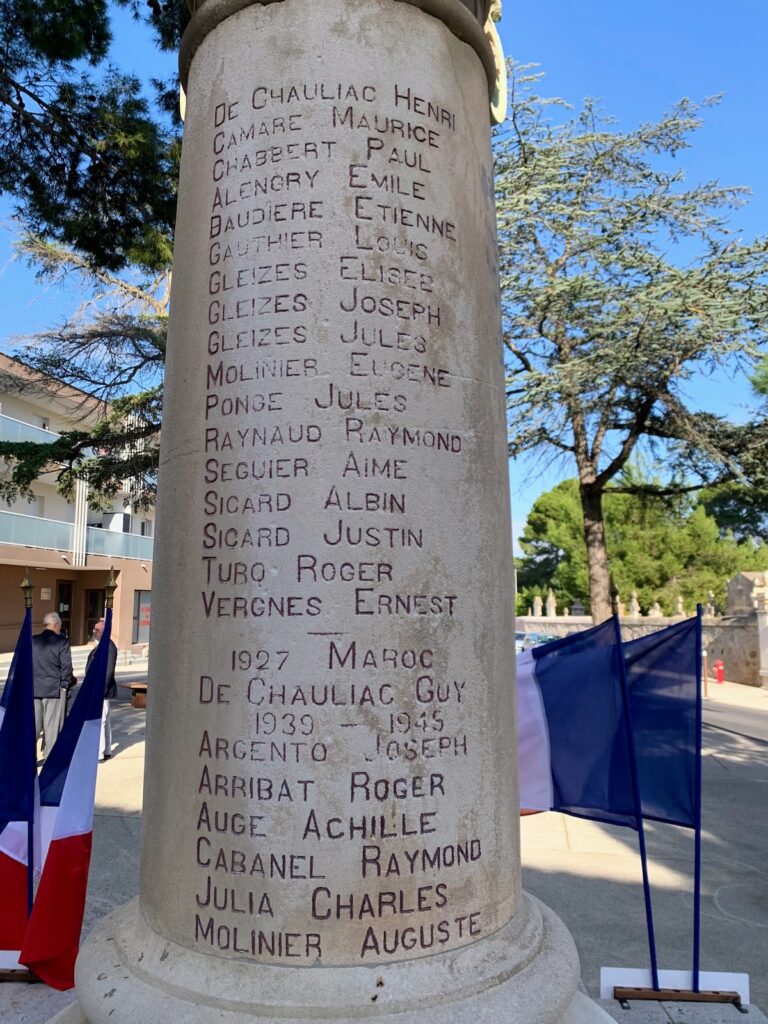 DE CHAULIAC HENRI
CAMARE MAURICE
CHABBERT PAUL
ALENGRY EMILE
BAUDIERE ETIENNE
GAUTHIER LOUIS
GLEIZES ELISEE
GLEIZES JOSEPH
GLEIZES JULES
MOLINIER EUGENE
PONGE JULES
RAYNAUD RAYMOND
SEGUIER AIME
SICARD ALBIN
SICARD JUSTIN
TURQ ROGER
VERGNES ERNEST
—
1927 MAROC
DE CHAULIAC GUY
1939 — 1945
ARGENTO JOSEPH
ARRIBAT ROGER
AUGE ACHILLE
CABANEL RAYMOND
JULIA CHARLES
MOLINIER AUGUSTE